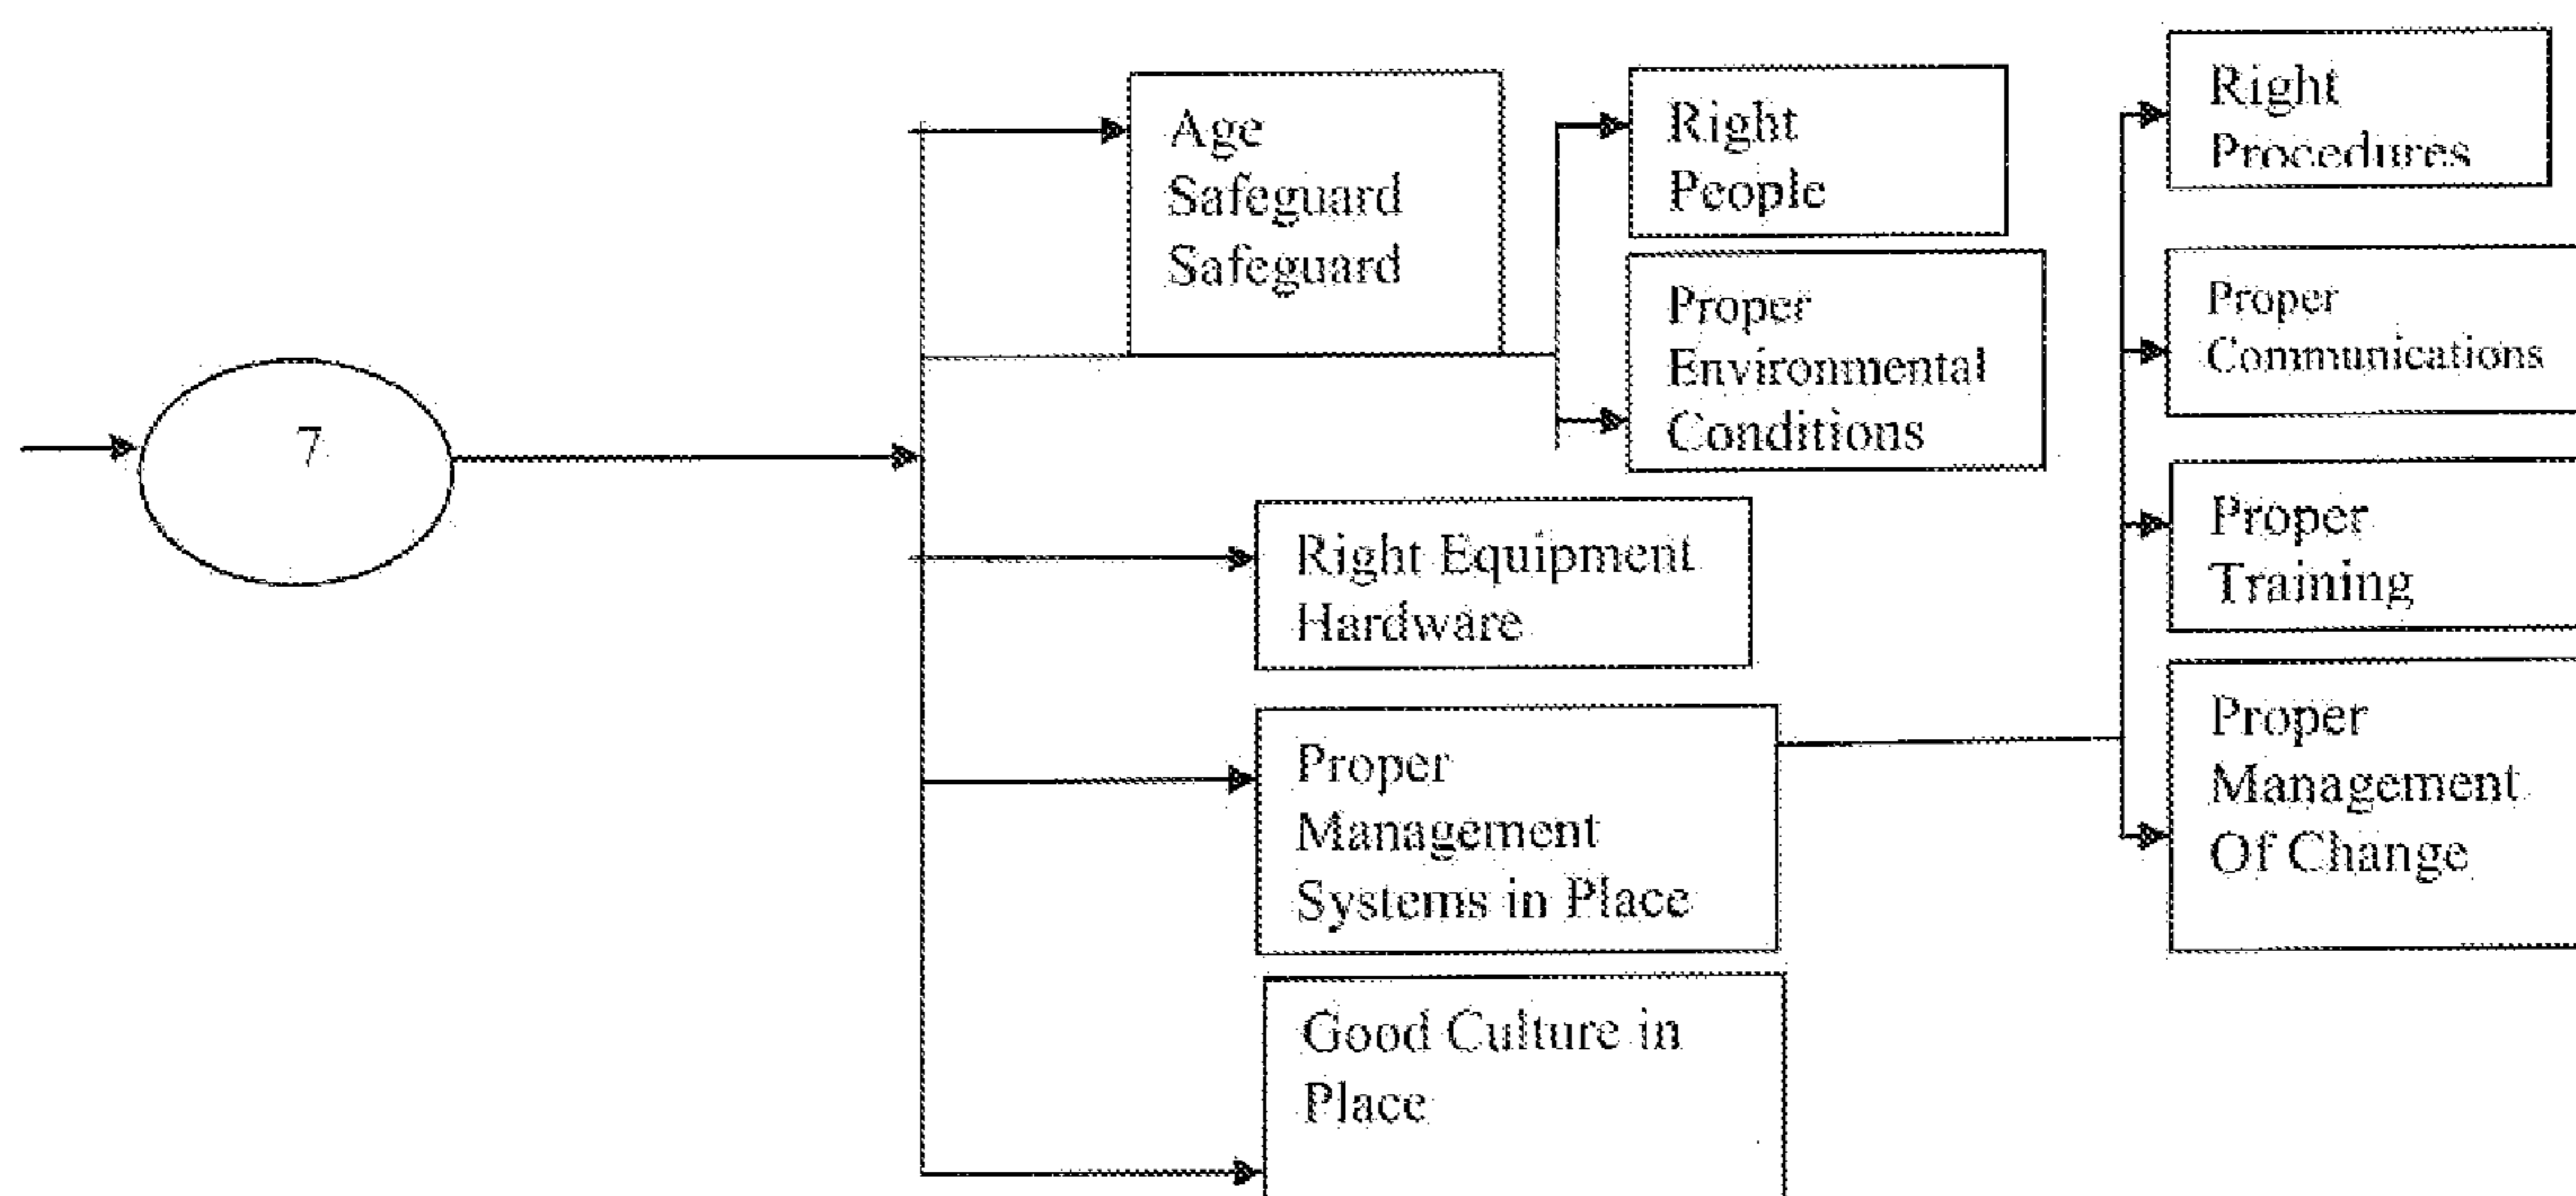 7
Age
Safeguard
Safeguard
Right
People
Proper
Environmental
Conditions
Right Equipment
Hardware
Proper
Management
Systems in Place
Good Culture in
Place
Right
Procedures
Proper
Communications
Proper
Training
Proper
Management
Of Change